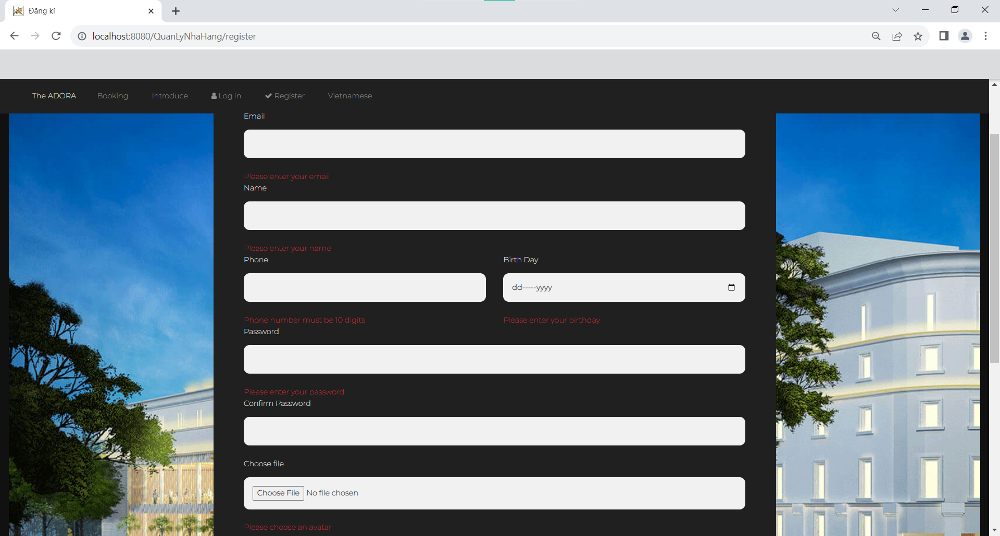 Đăng kí
localhost:8080/QuanLyNhaHang/register
The ADORA Booking Introduce Log in Register Vietnamese
Email
Please enter your email
Name
Please enter your name
Phone Birth Day
dd-----yyyy
Phone number must be 10 digits Please enter your birthday
Password
Please enter your password
Confirm Password
Choose file
Choose File No file chosen
Please choose an avatar